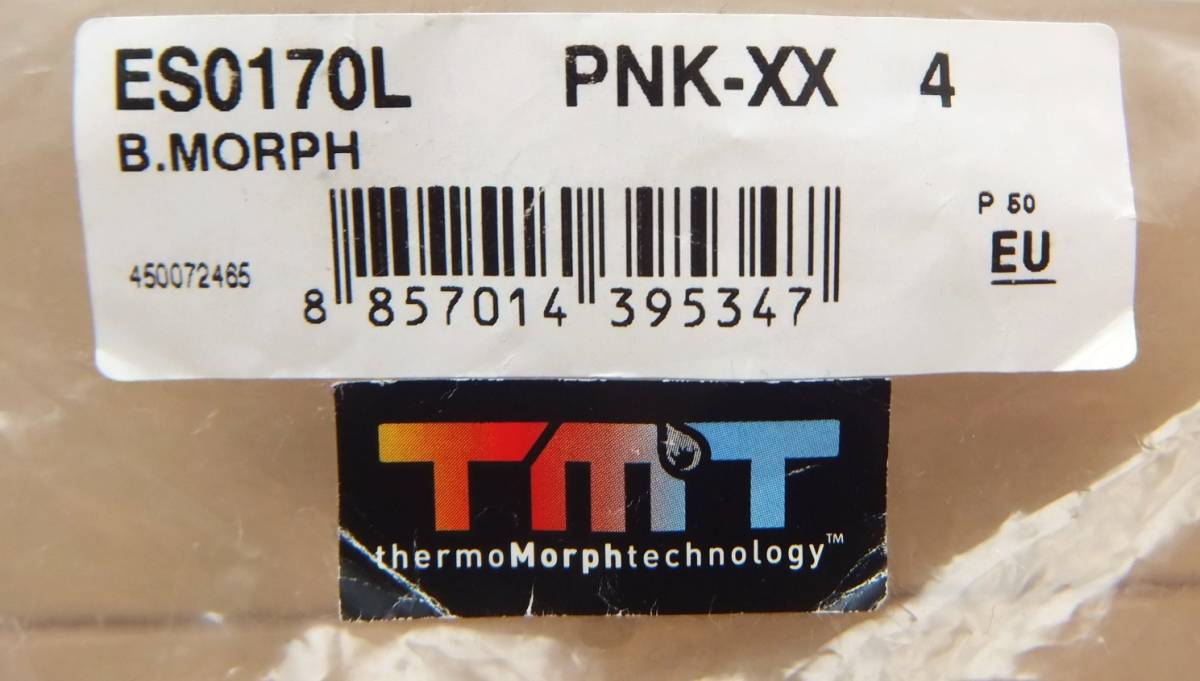 ES0170L PNK-XX 4
B.MORPH
P 50
EU
450072465
8 857014 395347
TMT
thermoMorphtechnology™